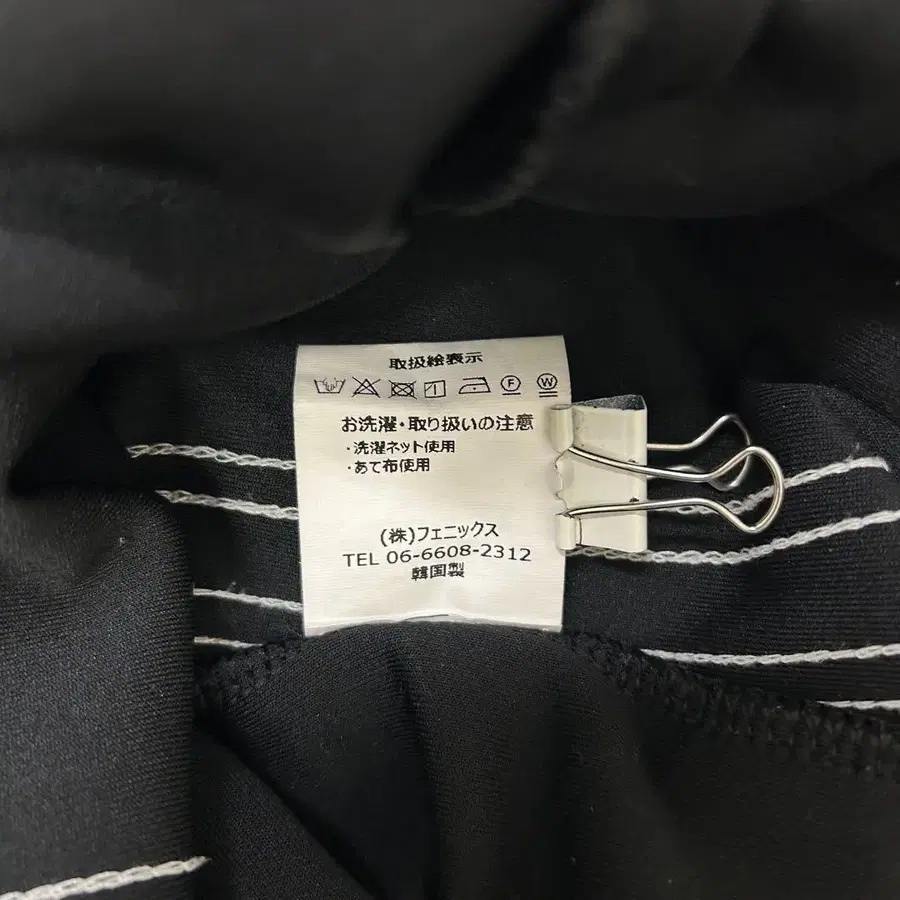 取扱絵表示
F W
お洗濯・取り扱いの注意
・洗濯ネット使用
・あて布使用
(株)フェニックス
TEL 06-6608-2312
韓国製